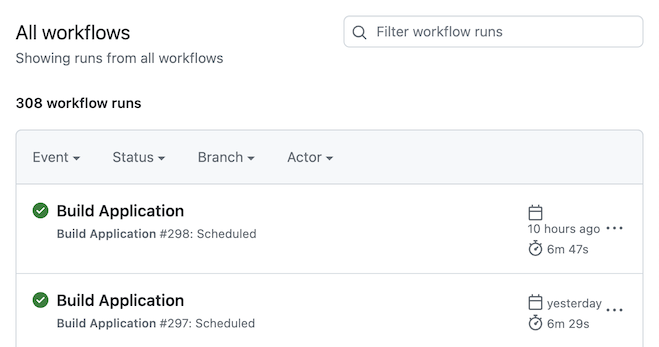 All workflows
Filter workflow runs
Showing runs from all workflows
308 workflow runs
Event Status Branch Actor
Build Application
Build Application #298: Scheduled
10 hours ago
6m 47s
Build Application
Build Application #297: Scheduled
yesterday
6m 29s